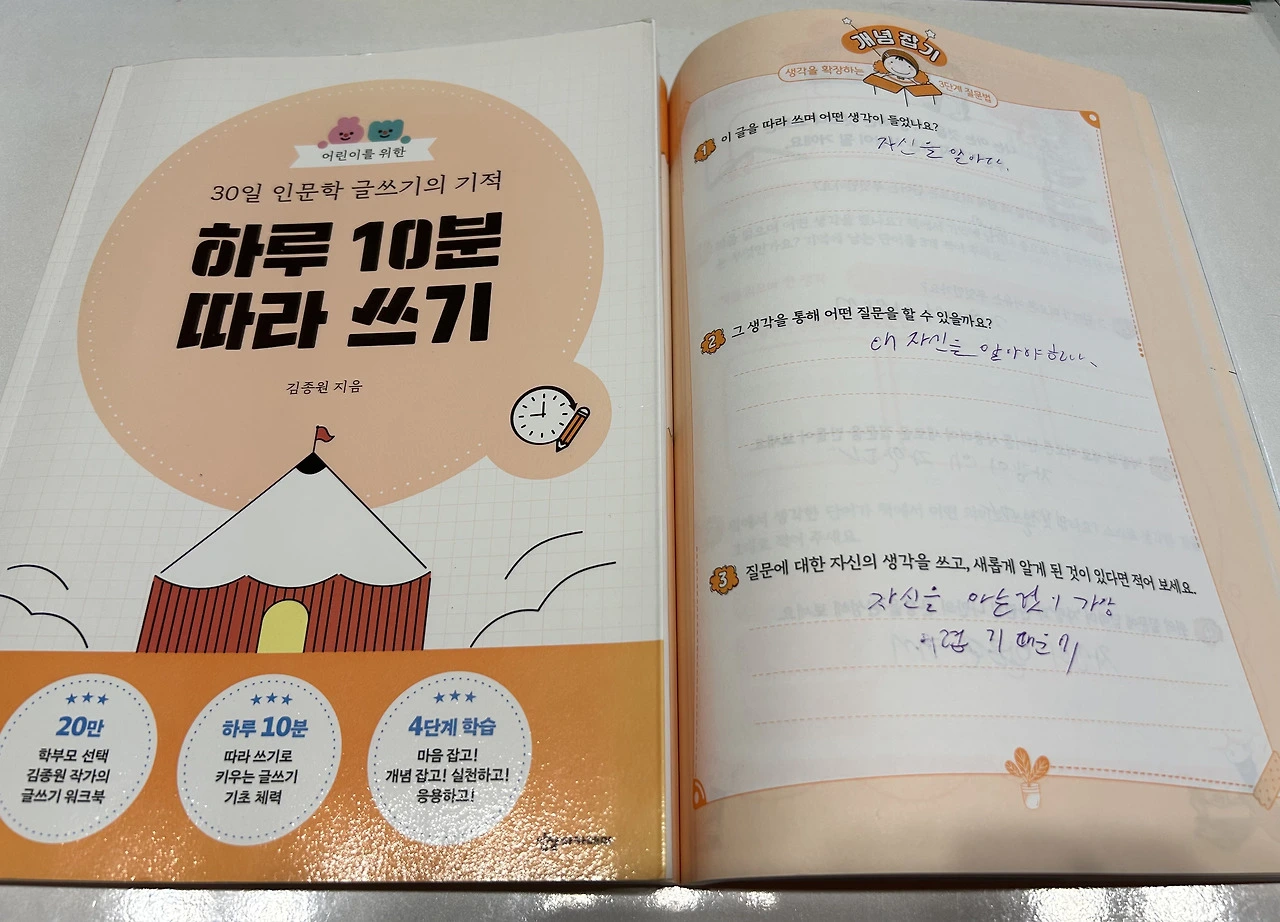 어린이를 위한
30일 인문학 글쓰기의 기적
하루 10분
따라 쓰기
김종원 지음
20만
학부모 선택
김종원 작가의
글쓰기 워크북
하루 10분
따라 쓰기로
키우는 글쓰기
기초 체력
4단계 학습
마음 잡고!
개념 잡고! 실천하고!
응용하고!
개념 잡기
생각을 확장하는
3단계 질문법
1 이 글을 따라 쓰며 어떤 생각이 들었나요?
자신을 알아다.
2 그 생각을 통해 어떤 질문을 할 수 있을까요?
왜 자신을 알아야 하나
3 질문에 대한 자신의 생각을 쓰고, 새롭게 알게 된 것이 있다면 적어 보세요.
자신을 아는것이 가장
어렵기 때문